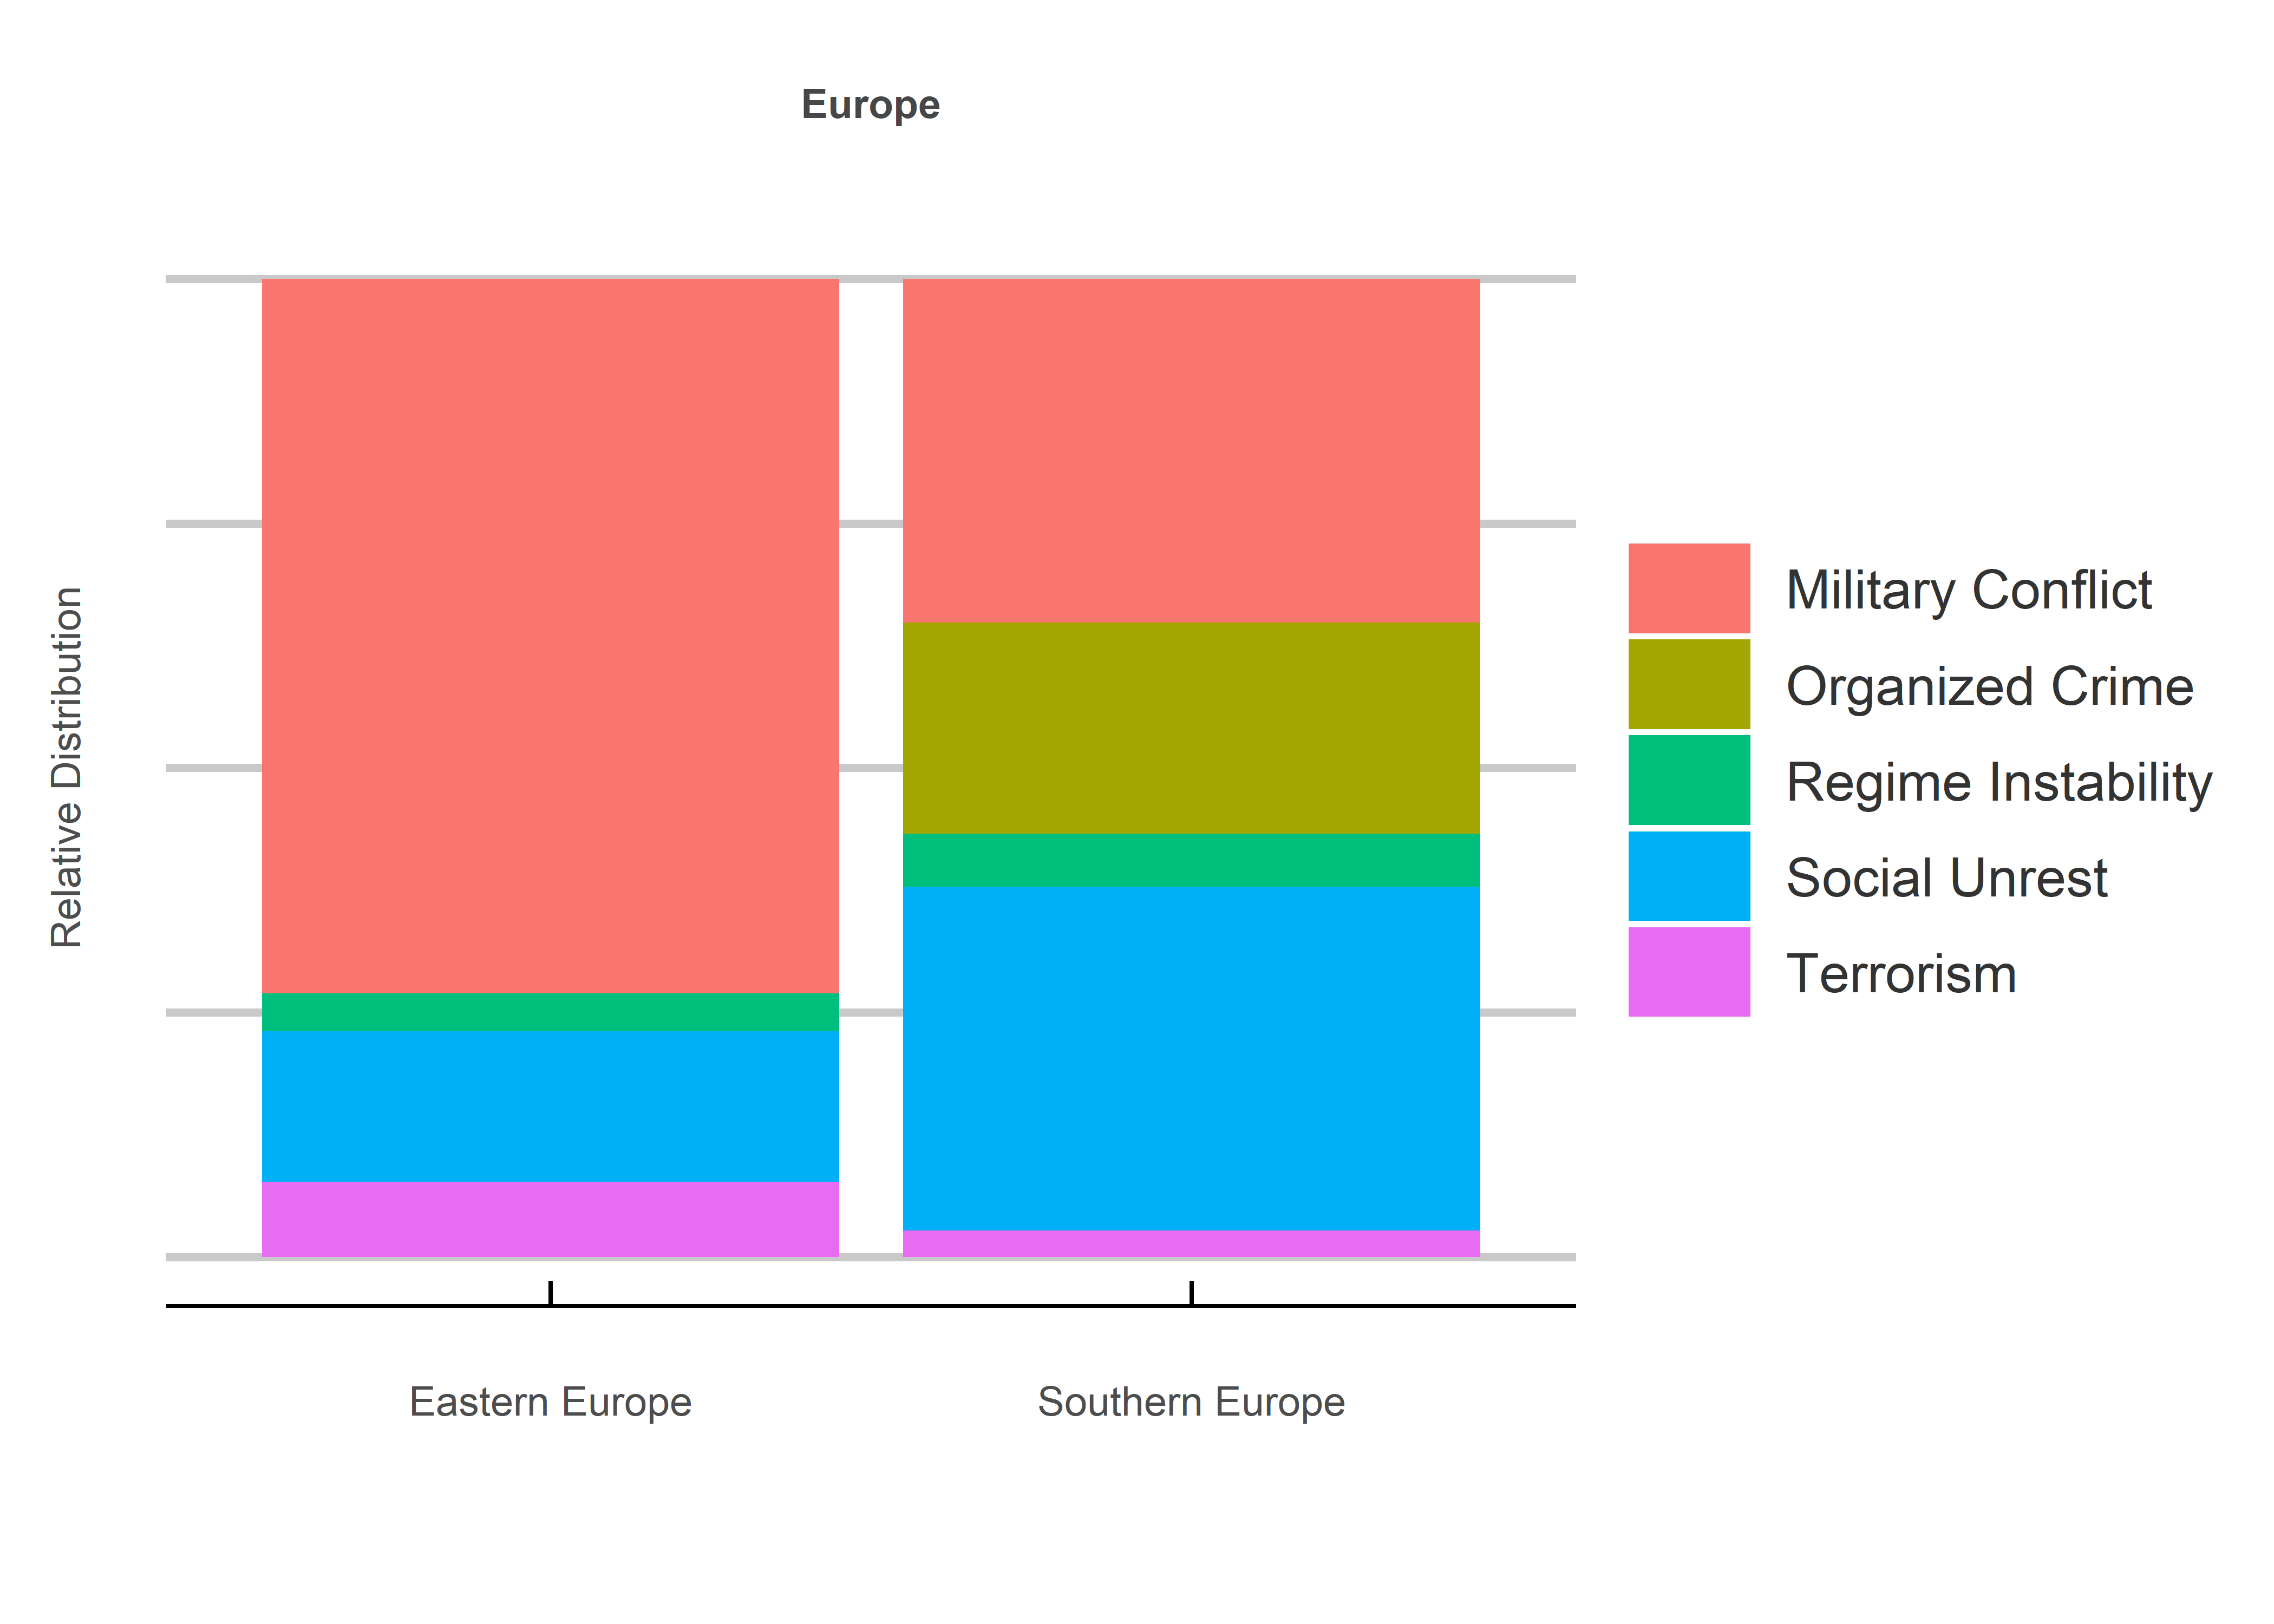 Europe
Relative Distribution
Military Conflict
Organized Crime
Regime Instability
Social Unrest
Terrorism
Eastern Europe
Southern Europe